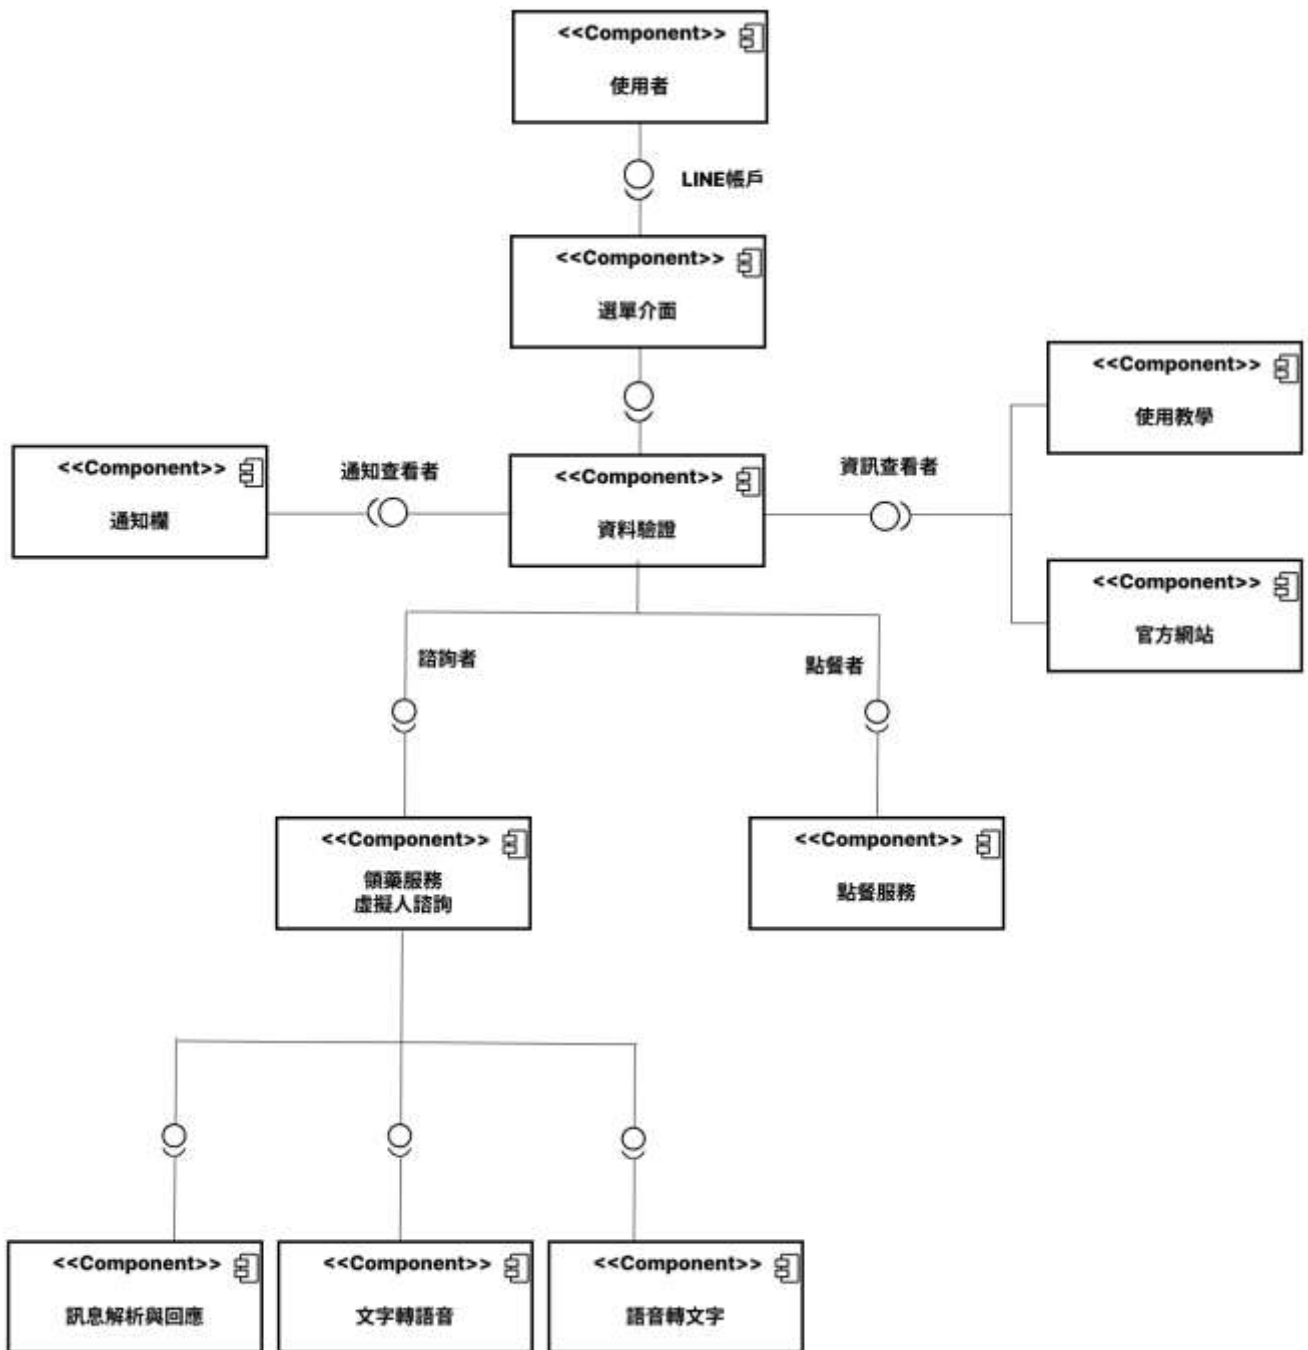 <<Component>>
使用者
LINE帳戶
<<Component>>
選單介面
<<Component>>
使用教學
<<Component>>
通知欄
通知查看者
<<Component>>
資料驗證
資訊查看者
<<Component>>
官方網站
諮詢者
點餐者
<<Component>>
領藥服務
虛擬人諮詢
<<Component>>
點餐服務
<<Component>>
訊息解析與回應
<<Component>>
文字轉語音
<<Component>>
語音轉文字